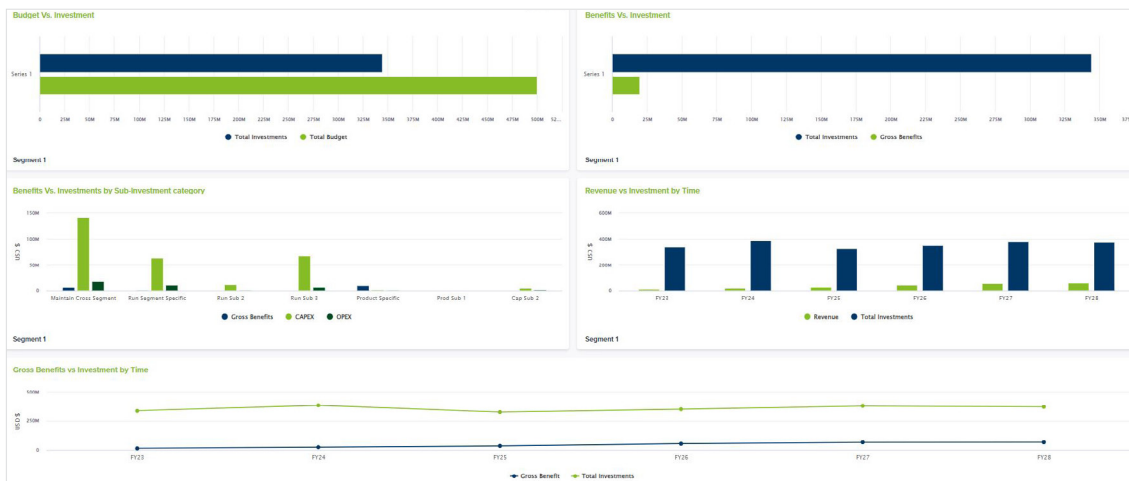 Budget Vs. Investment
Series 1
0 25M 50M 75M 100M 125M 150M 175M 200M 225M 250M 275M 300M 325M 350M 375M 400M 425M 450M 475M 500M 52...
Total Investments Total Budget
Segment 1
Benefits Vs. Investment
Series 1
0 25M 50M 75M 100M 125M 150M 175M 200M 225M 250M 275M 300M 325M 350M 375
Total Investments Gross Benefits
Segment 1
Benefits Vs. Investments by Sub-Investment category
USD $
150M
100M
50M
0
Maintain Cross Segment Run Segment Specific Run Sub 2 Run Sub 3 Product Specific Prod Sub 1 Cap Sub 2
Gross Benefits CAPEX OPEX
Segment 1
Revenue vs Investment by Time
USD $
600M
400M
200M
0
FY23 FY24 FY25 FY26 FY27 FY28
Revenue Total Investments
Segment 1
Gross Benefits vs Investment by Time
USD $
500M
250M
0
FY23 FY24 FY25 FY26 FY27 FY28
Gross Benefit Total Investments